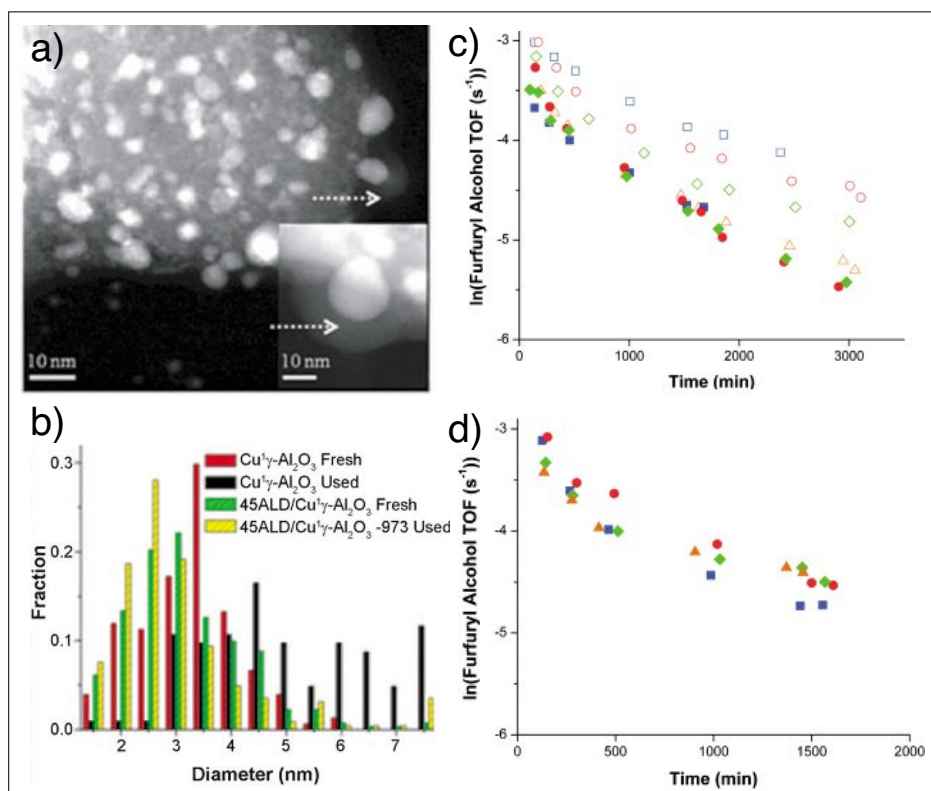 a)
10 nm
10 nm
b)
0.3
0.2
0.1
0.0
Fraction
Cu¹γ-Al₂O₃ Fresh
Cu¹γ-Al₂O₃ Used
45ALD/Cu¹γ-Al₂O₃ Fresh
45ALD/Cu¹γ-Al₂O₃ -973 Used
2 3 4 5 6 7
Diameter (nm)
c)
-3
-4
-5
-6
ln(Furfuryl Alcohol TOF (s⁻¹))
0 1000 2000 3000
Time (min)
d)
-3
-4
-5
-6
ln(Furfuryl Alcohol TOF (s⁻¹))
0 500 1000 1500 2000
Time (min)